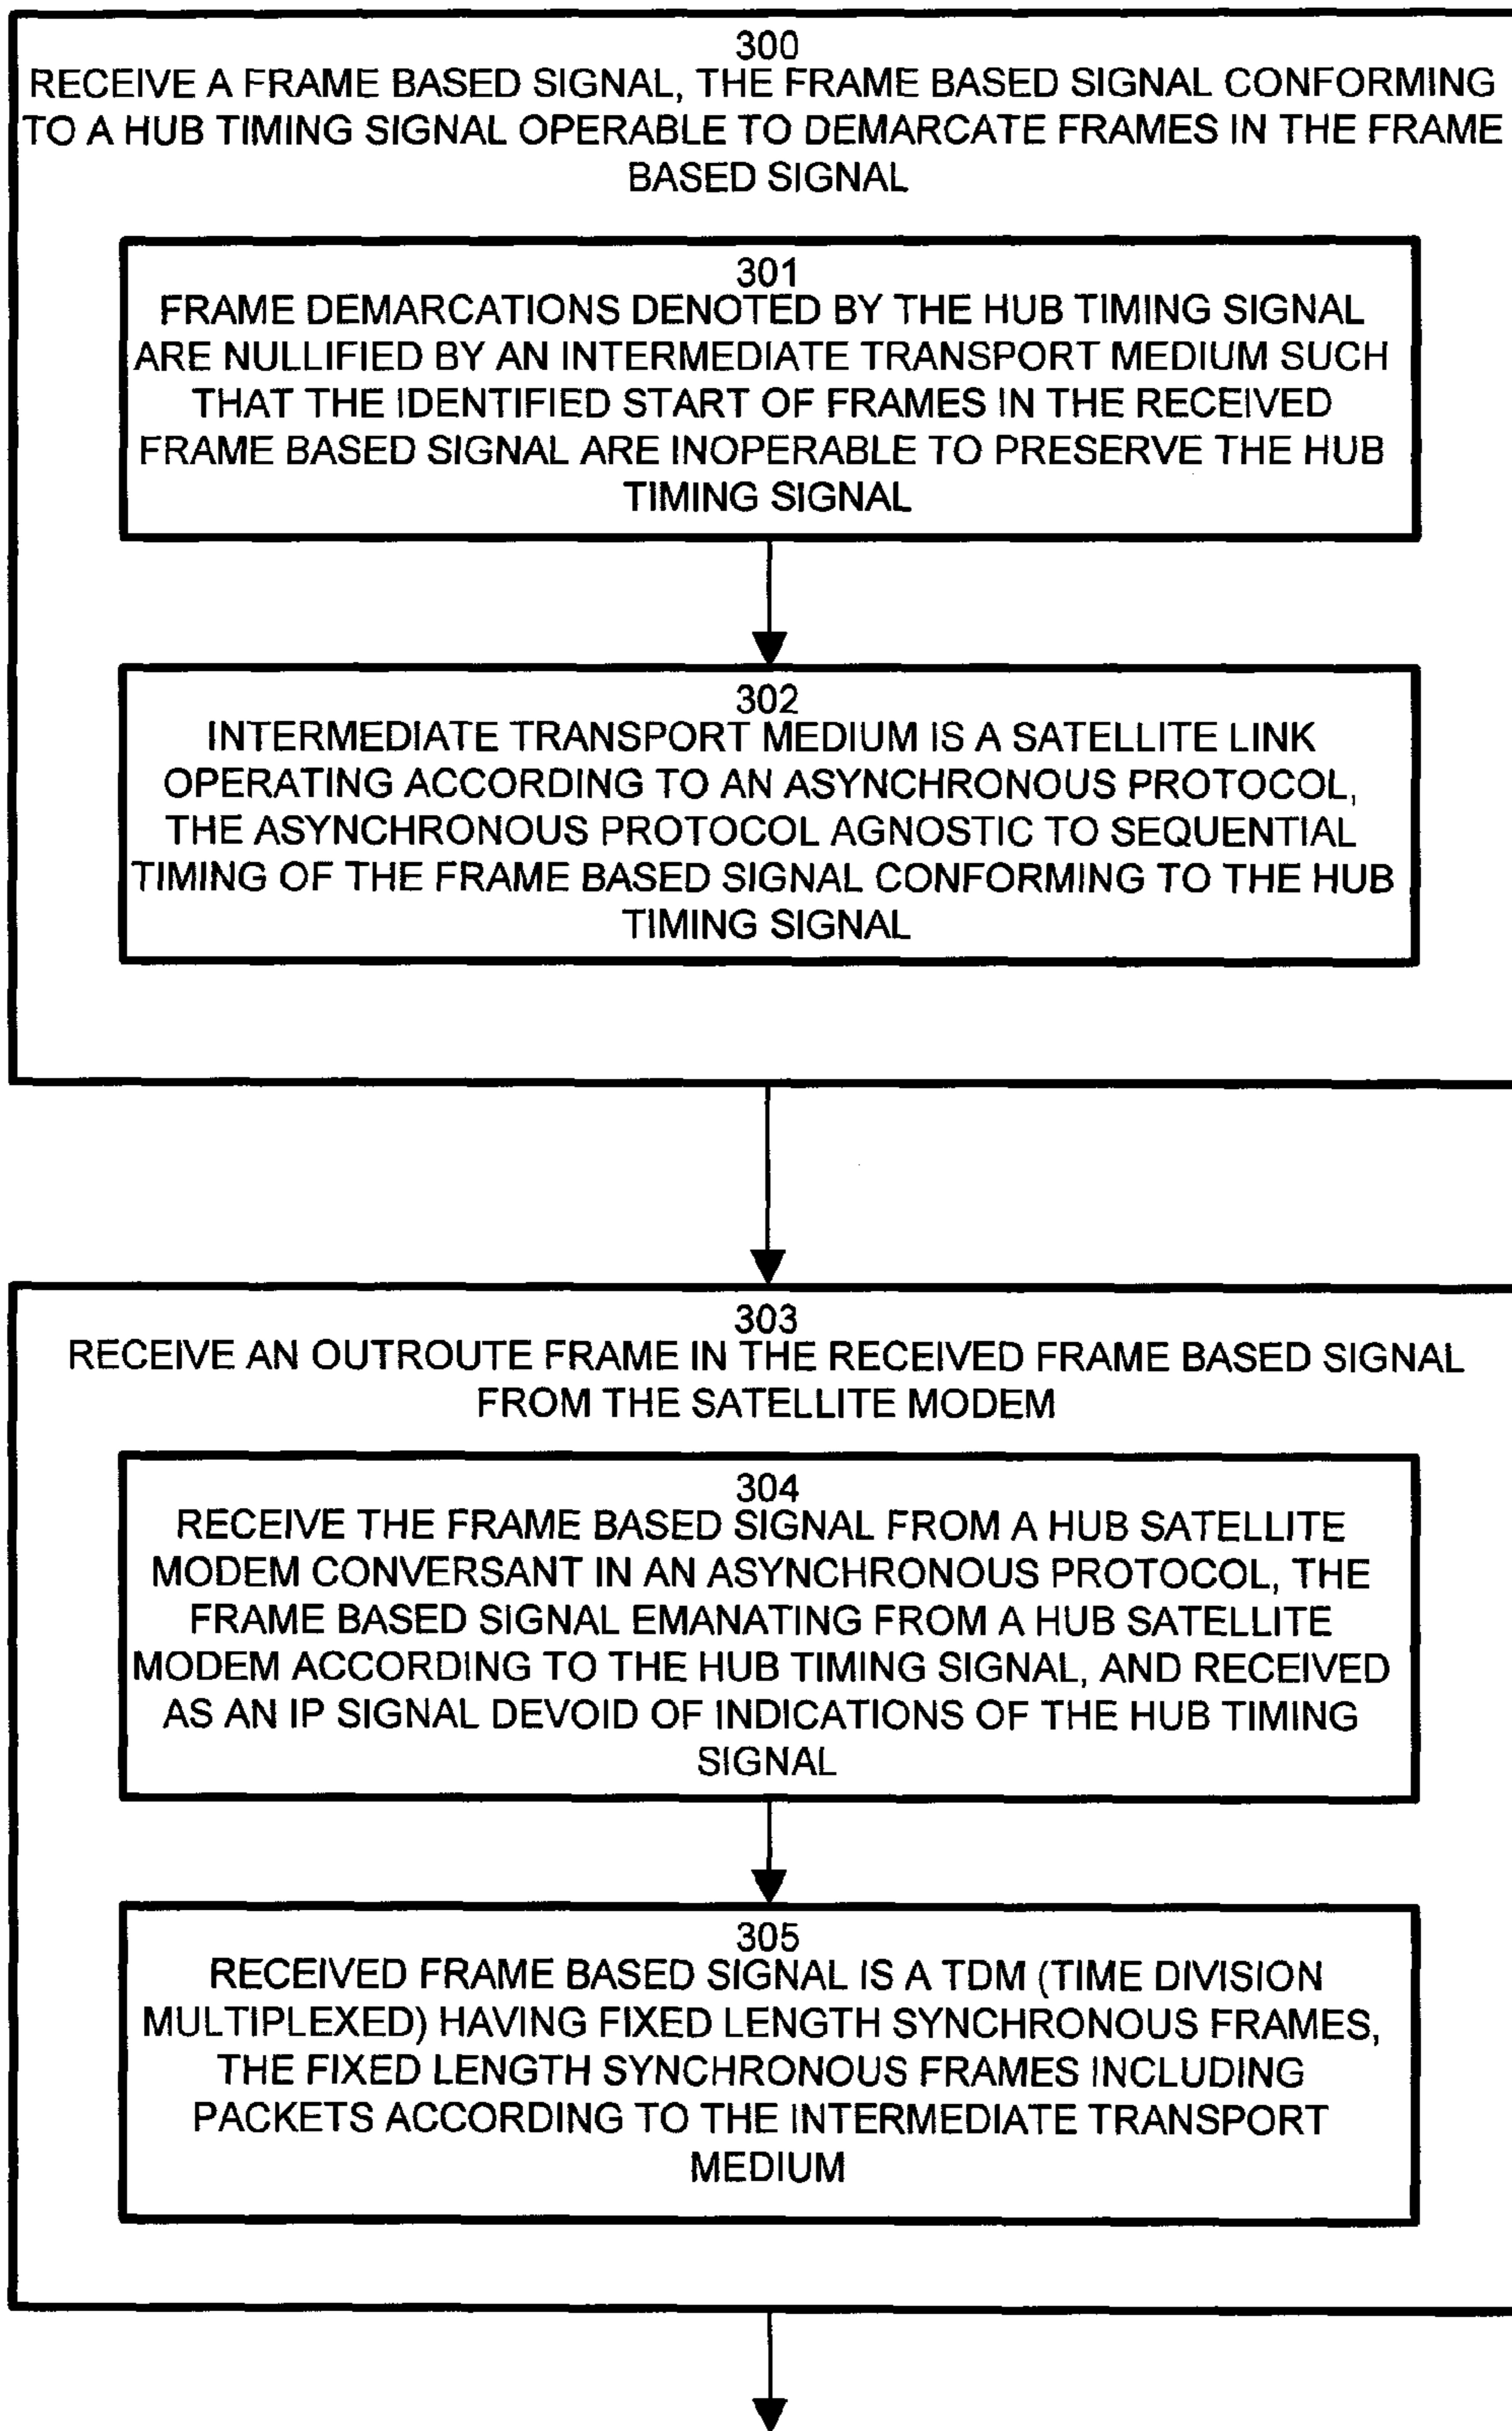 300
RECEIVE A FRAME BASED SIGNAL, THE FRAME BASED SIGNAL CONFORMING
TO A HUB TIMING SIGNAL OPERABLE TO DEMARCATE FRAMES IN THE FRAME
BASED SIGNAL
301
FRAME DEMARCATIONS DENOTED BY THE HUB TIMING SIGNAL
ARE NULLIFIED BY AN INTERMEDIATE TRANSPORT MEDIUM SUCH
THAT THE IDENTIFIED START OF FRAMES IN THE RECEIVED
FRAME BASED SIGNAL ARE INOPERABLE TO PRESERVE THE HUB
TIMING SIGNAL
302
INTERMEDIATE TRANSPORT MEDIUM IS A SATELLITE LINK
OPERATING ACCORDING TO AN ASYNCHRONOUS PROTOCOL,
THE ASYNCHRONOUS PROTOCOL AGNOSTIC TO SEQUENTIAL
TIMING OF THE FRAME BASED SIGNAL CONFORMING TO THE HUB
TIMING SIGNAL
303
RECEIVE AN OUTROUTE FRAME IN THE RECEIVED FRAME BASED SIGNAL
FROM THE SATELLITE MODEM
304
RECEIVE THE FRAME BASED SIGNAL FROM A HUB SATELLITE
MODEM CONVERSANT IN AN ASYNCHRONOUS PROTOCOL, THE
FRAME BASED SIGNAL EMANATING FROM A HUB SATELLITE
MODEM ACCORDING TO THE HUB TIMING SIGNAL, AND RECEIVED
AS AN IP SIGNAL DEVOID OF INDICATIONS OF THE HUB TIMING
SIGNAL
305
RECEIVED FRAME BASED SIGNAL IS A TDM (TIME DIVISION
MULTIPLEXED) HAVING FIXED LENGTH SYNCHRONOUS FRAMES,
THE FIXED LENGTH SYNCHRONOUS FRAMES INCLUDING
PACKETS ACCORDING TO THE INTERMEDIATE TRANSPORT
MEDIUM